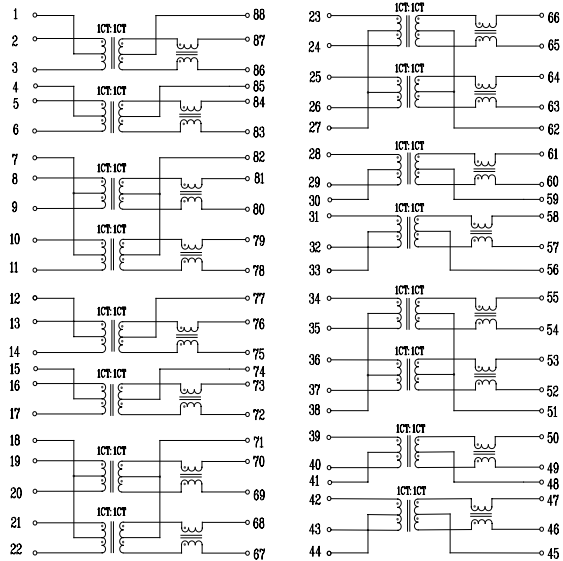 1 88
1CT:1CT
2 87
3 86
4 85
1CT:1CT
5 84
6 83
7 82
1CT:1CT
8 81
9 80
1CT:1CT
10 79
11 78
12 77
1CT:1CT
13 76
14 75
15 74
1CT:1CT
16 73
17 72
18 71
1CT:1CT
19 70
20 69
1CT:1CT
21 68
22 67
1CT:1CT
23 66
24 65
1CT:1CT
25 64
26 63
27 62
1CT:1CT
28 61
29 60
30 59
1CT:1CT
31 58
32 57
33 56
1CT:1CT
34 55
35 54
1CT:1CT
36 53
37 52
38 51
1CT:1CT
39 50
40 49
41 48
1CT:1CT
42 47
43 46
44 45